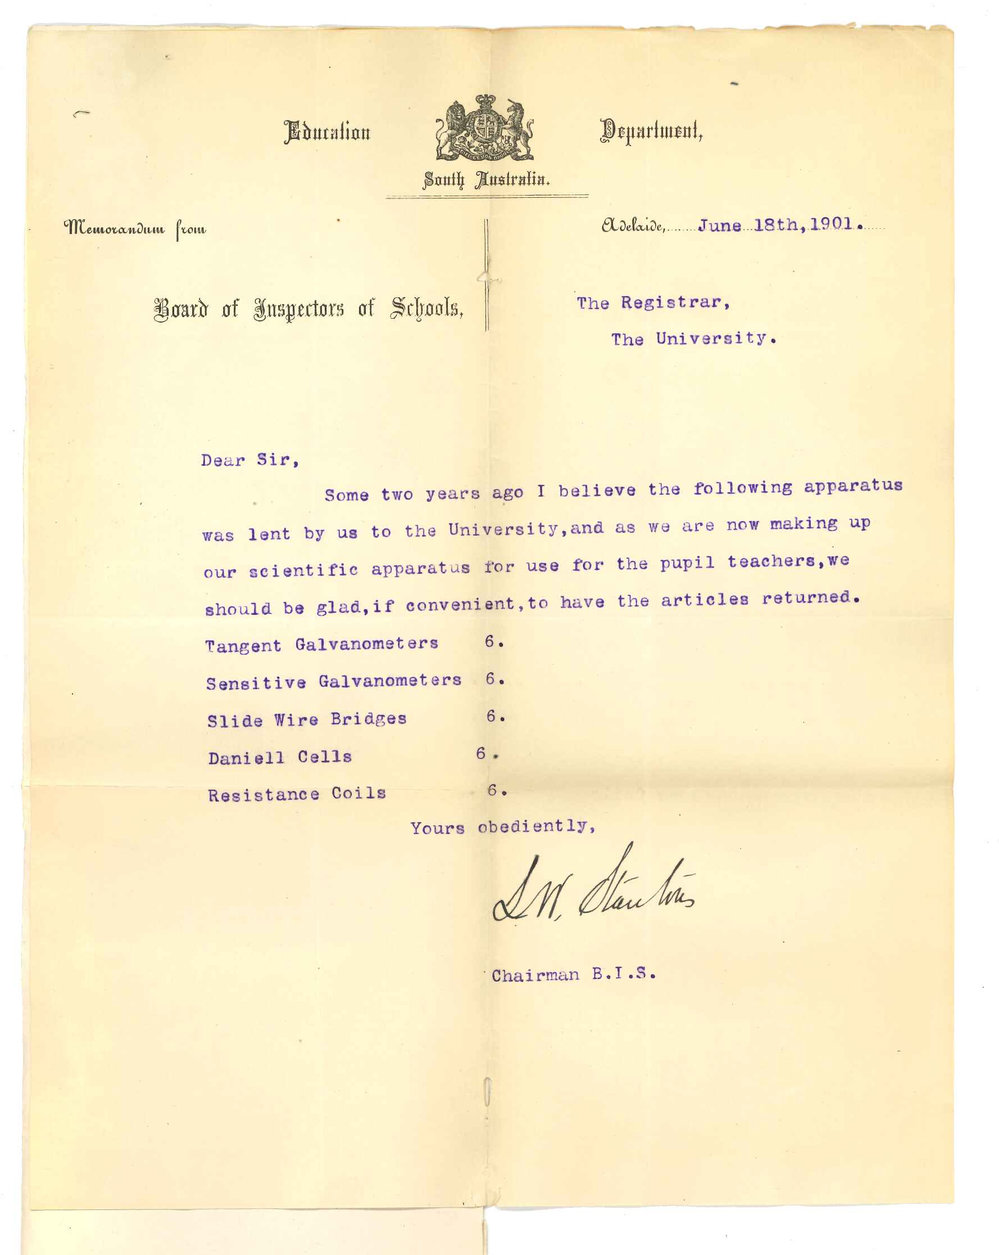 Education Department,
South Australia.
Memorandum from
Adelaide, June 18th,1901.
Board of Inspectors of Schools,
The Registrar,
The University.
Dear Sir,
Some two years ago I believe the following apparatus
was lent by us to the University,and as we are now making up
our scientific apparatus for use for the pupil teachers,we
should be glad,if convenient,to have the articles returned.
Tangent Galvanometers 6.
Sensitive Galvanometers 6.
Slide Wire Bridges 6.
Daniell Cells 6.
Resistance Coils 6.
Yours obediently,
L W. Stanton
Chairman B.I.S.